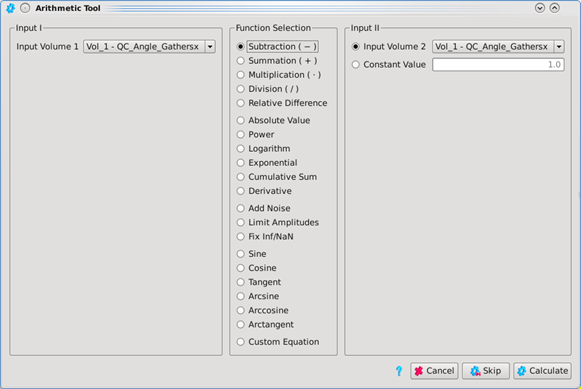 Arithmetic Tool
Input I
Input Volume 1 Vol_1 - QC_Angle_Gathersx
Function Selection
Subtraction ( − )
Summation ( + )
Multiplication ( · )
Division ( / )
Relative Difference
Absolute Value
Power
Logarithm
Exponential
Cumulative Sum
Derivative
Add Noise
Limit Amplitudes
Fix Inf/NaN
Sine
Cosine
Tangent
Arcsine
Arccosine
Arctangent
Custom Equation
Input II
Input Volume 2 Vol_1 - QC_Angle_Gathersx
Constant Value 1.0
? Cancel Skip Calculate